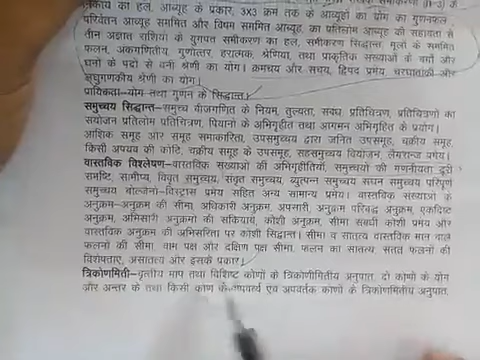 निकाय का हल, आव्यूह के प्रकार, 3X3 क्रम तक के आव्यूहों का योग का गुणनफल
परिवर्तन आव्यूह सममित और विषम सममित आव्यूह, का प्रतिलोम आव्यूह की सहायता से
तीन अज्ञात राशियों के युगपत समीकरण का हल, समीकरण सिद्धान्त, मूलों के सममित
फलन, अंकगणितीय, गुणोत्तर, हरात्मक, श्रेणियां, तथा प्राकृतिक संख्याओं के वर्गों और
घनों के पदों से बनी श्रेणी का योग। क्रमचय और संचय, द्विपद प्रमेय, चरघातांकी और
लघुगणकीय श्रेणी का योग।
प्रायिकता–योग तथा गुणन के सिद्धान्त।
समुच्चय सिद्धान्त–समुच्च बीजगणित के नियम, तुल्यता, संबंध, प्रतिचित्रण, प्रतिचित्रणों का
संयोजन प्रतिलोम प्रतिचित्रण, पियानों के अभिगृहीत तथा आगमन अभिगृहित के प्रयोग।
आंशिक समूह और समूह समाकारिता, उपसमुच्चय द्वारा जनित उपसमूह, चक्रीय समूह,
किसी अपयव की कोटि, चक्रीय समूह के उपसमूह, सहसमुच्चय वियोजन, लैगरान्ज प्रमेय।
वास्तविक विश्लेषण–वास्तविक संख्याओं की अभिगृहीतियां, समुच्चयों की गणनीयता दूरी
समष्टि, सामीप्य, विवृत समुच्चय, संवृत समुच्चय, व्युत्पन्न समुच्चय सघन समुच्चय परिपूर्ण
समुच्चय बोल्जेनो-विस्ट्रास प्रमेय सहित अन्य सामान्य प्रमेय। वास्तविक संख्याओं के
अनुक्रम–अनुक्रम की सीमा अधिकारी अनुक्रम, अपसारी, अनुक्रम परिबद्ध अनुक्रम, एकदिष्ट
अनुक्रम, अभिसारी अनुक्रमों की संकियायें, कोशी अनुक्रम, सीमा संबंधी कोशी प्रमेय और
वास्तविक अनुक्रम की अभिसरिता पर कोशी सिद्धान्त। सीमा व सातत्य वास्तविक मान वाले
फलनों की सीमा, वाम पक्ष और दक्षिण पक्ष सीमा, फलन का सातत्य, सतत फलनों की
विशेषताएं, असातत्य और इसके प्रकार।
त्रिकोणमिती–वृत्तीय माप तथा विशिष्ट कोणों के त्रिकोणमितीय अनुपात, दो कोणों के योग
और अन्तर के तथा किसी कोण के अपवर्त्य एवं अपवर्तक कोणों के त्रिकोणमितीय अनुपात,